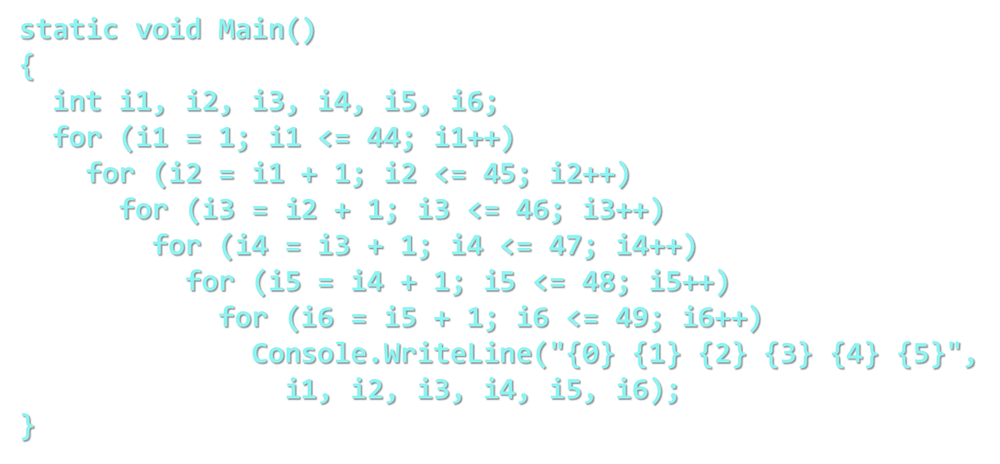 static void Main()
{
  int i1, i2, i3, i4, i5, i6;
  for (i1 = 1; i1 <= 44; i1++)
    for (i2 = i1 + 1; i2 <= 45; i2++)
      for (i3 = i2 + 1; i3 <= 46; i3++)
        for (i4 = i3 + 1; i4 <= 47; i4++)
          for (i5 = i4 + 1; i5 <= 48; i5++)
            for (i6 = i5 + 1; i6 <= 49; i6++)
              Console.WriteLine("{0} {1} {2} {3} {4} {5}",
                i1, i2, i3, i4, i5, i6);
}